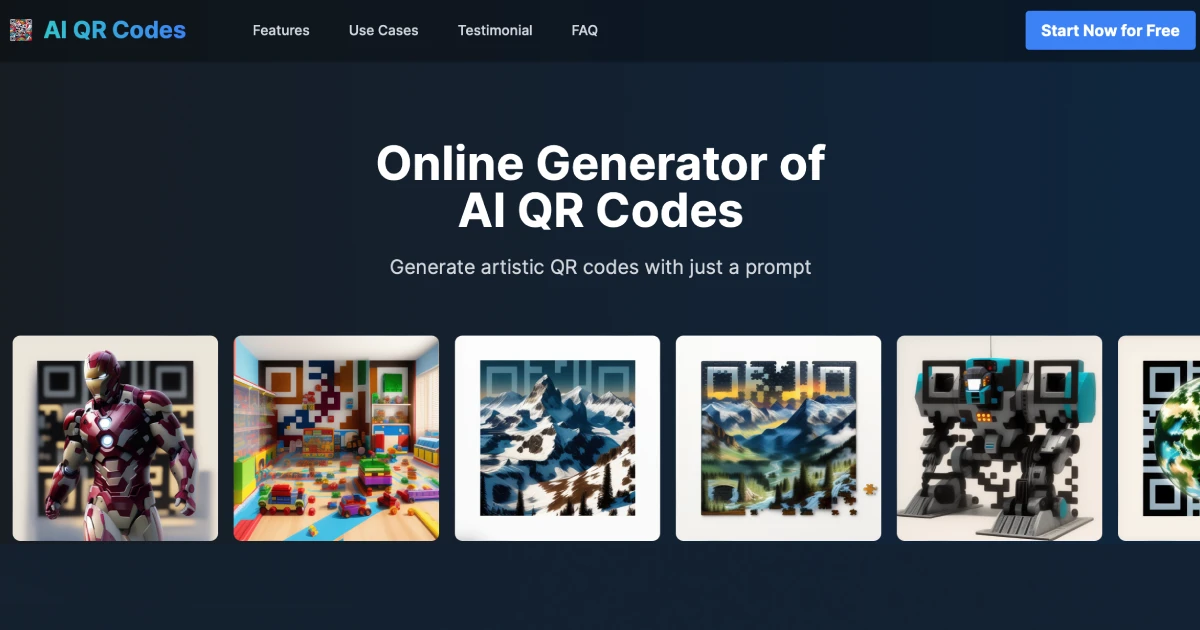 AI QR Codes
Features
Use Cases
Testimonial
FAQ
Start Now for Free
Online Generator of
AI QR Codes
Generate artistic QR codes with just a prompt